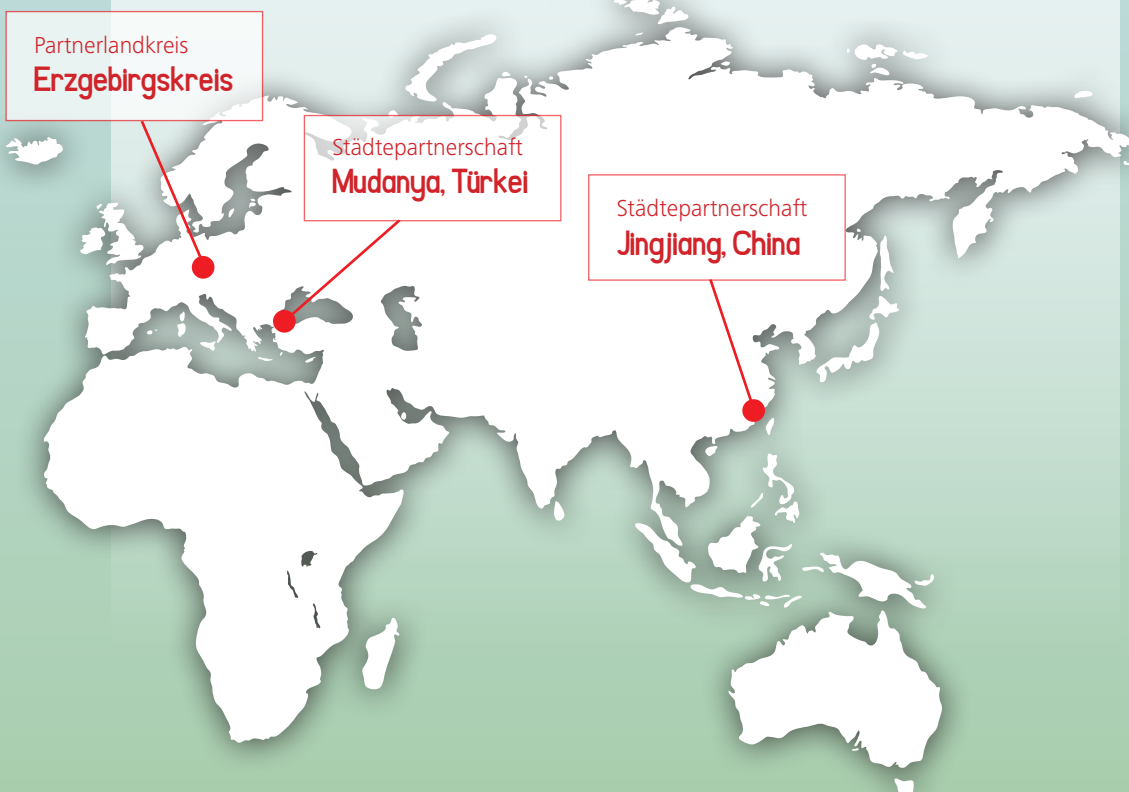 Partnerlandkreis
Erzgebirgskreis
Städtepartnerschaft
Mudanya, Türkei
Städtepartnerschaft
Jingjiang, China